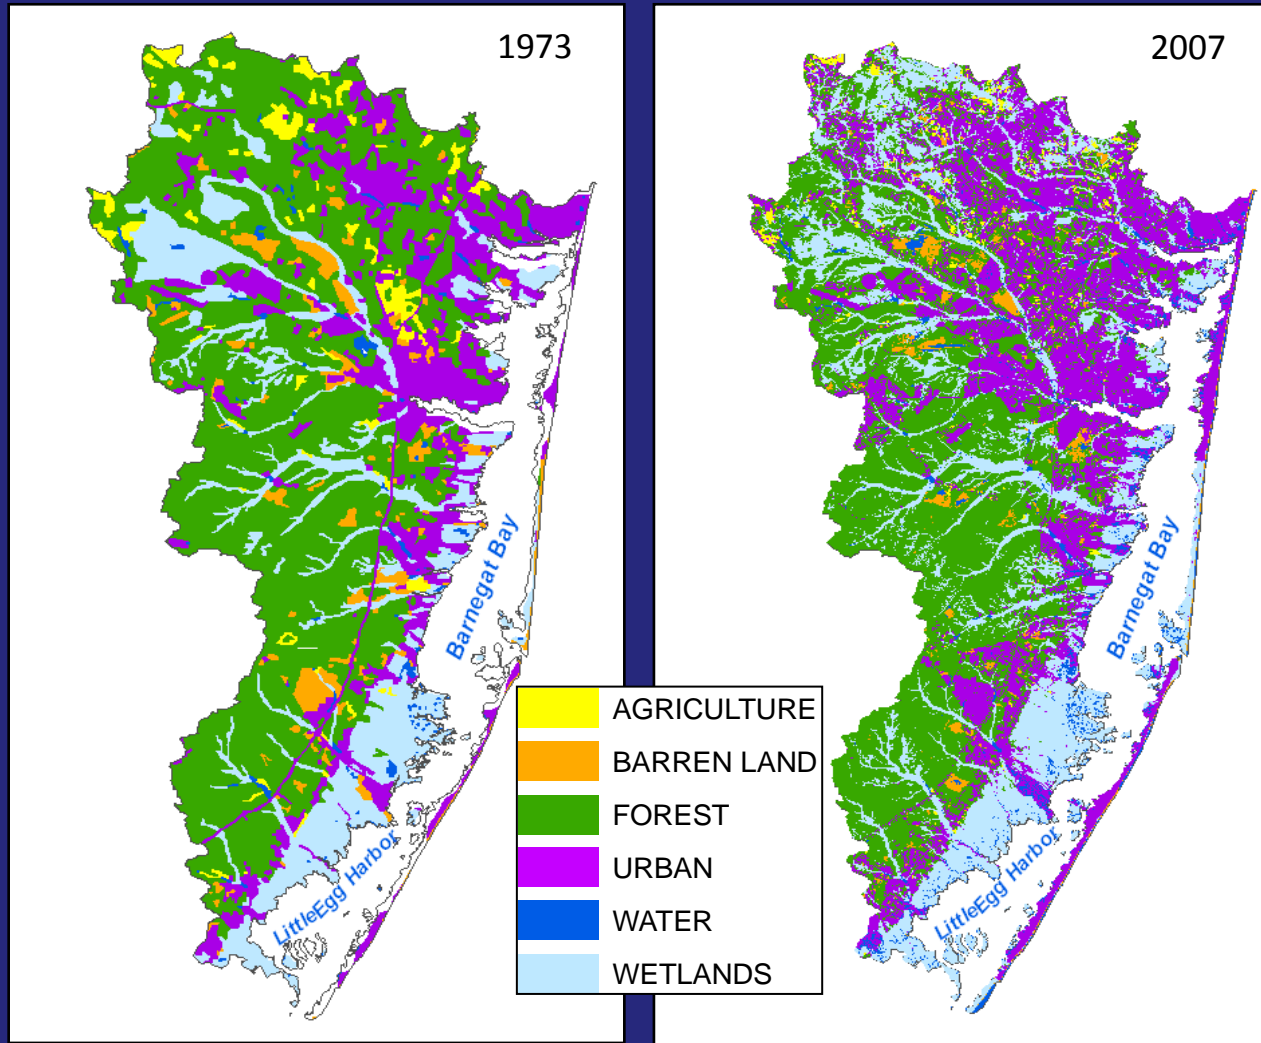 1973
2007
Barnegat Bay
Barnegat Bay
AGRICULTURE
BARREN LAND
FOREST
URBAN
WATER
WETLANDS
LittleEgg Harbor
LittleEgg Harbor